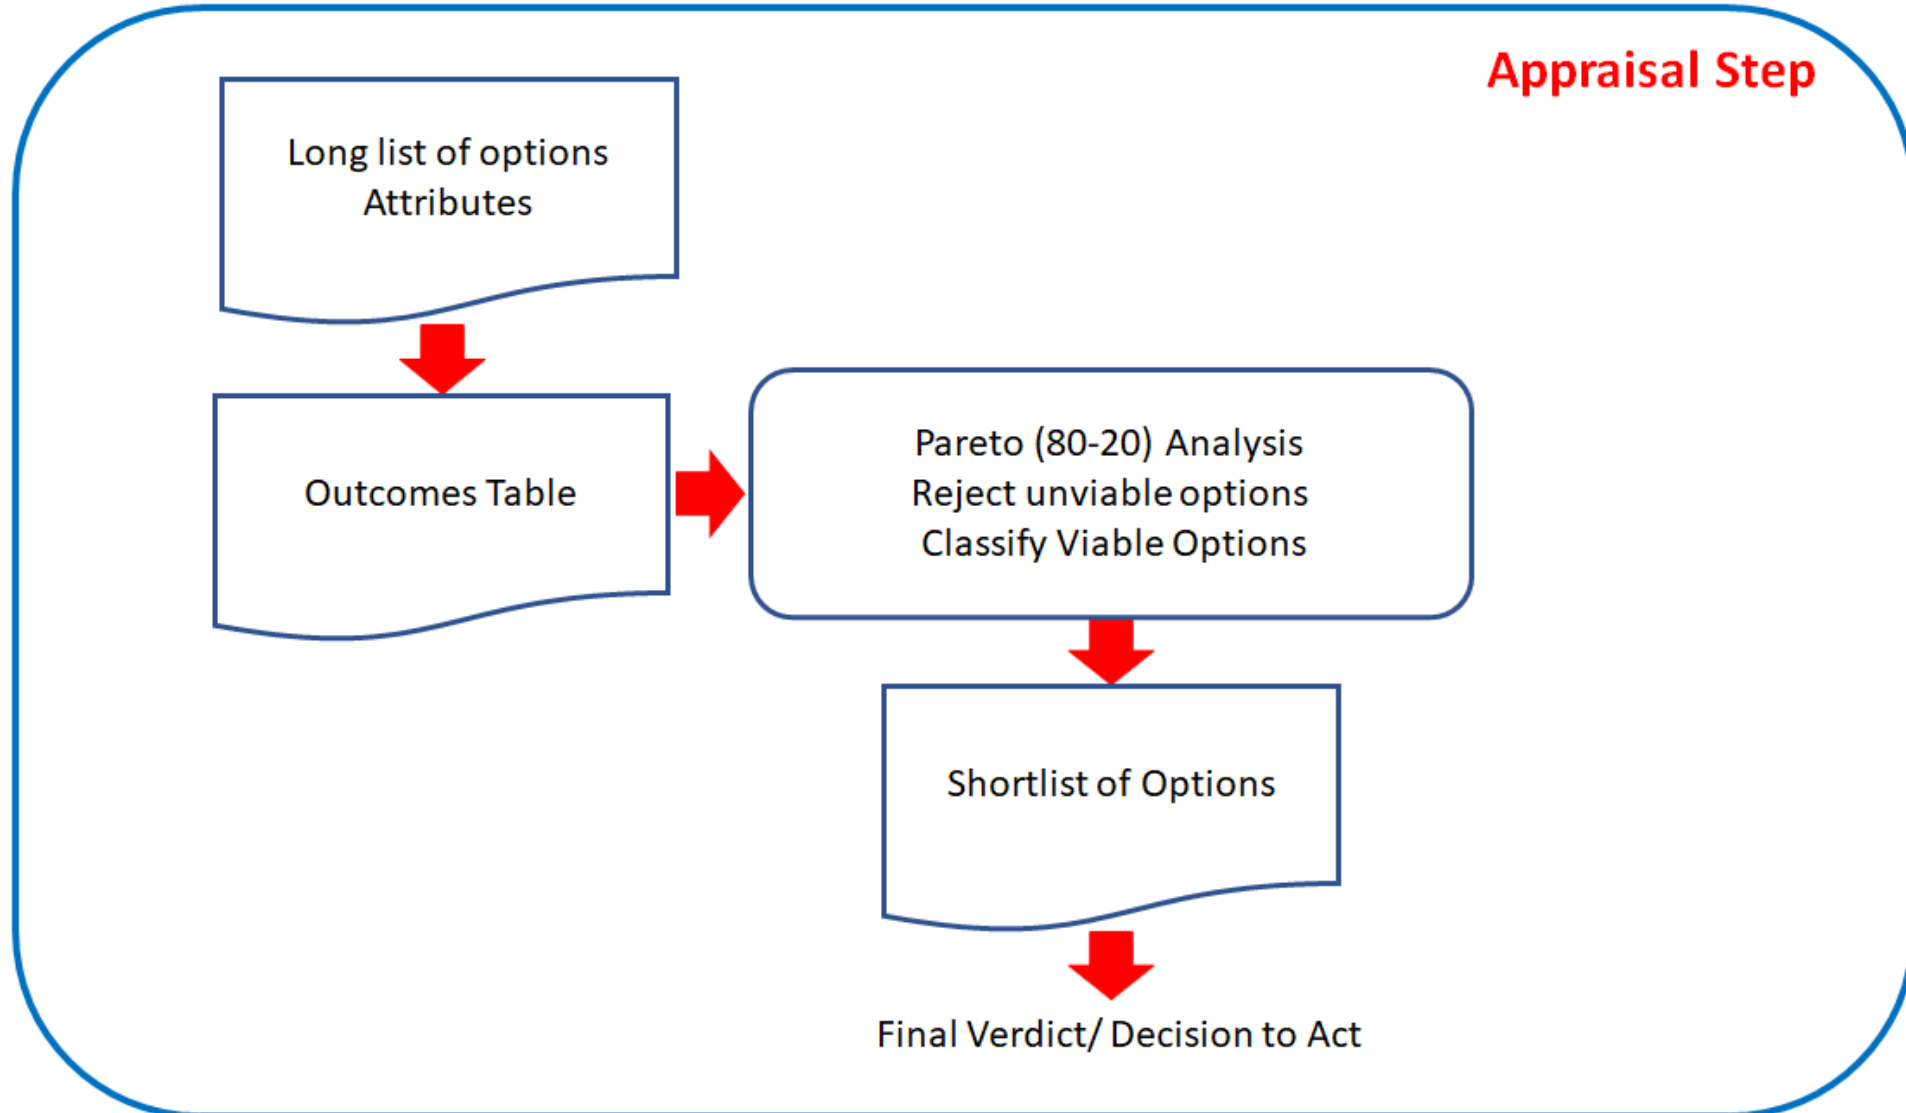 Appraisal Step
Long list of options
Attributes
Outcomes Table
Pareto (80-20) Analysis
Reject unviable options
Classify Viable Options
Shortlist of Options
Final Verdict/ Decision to Act